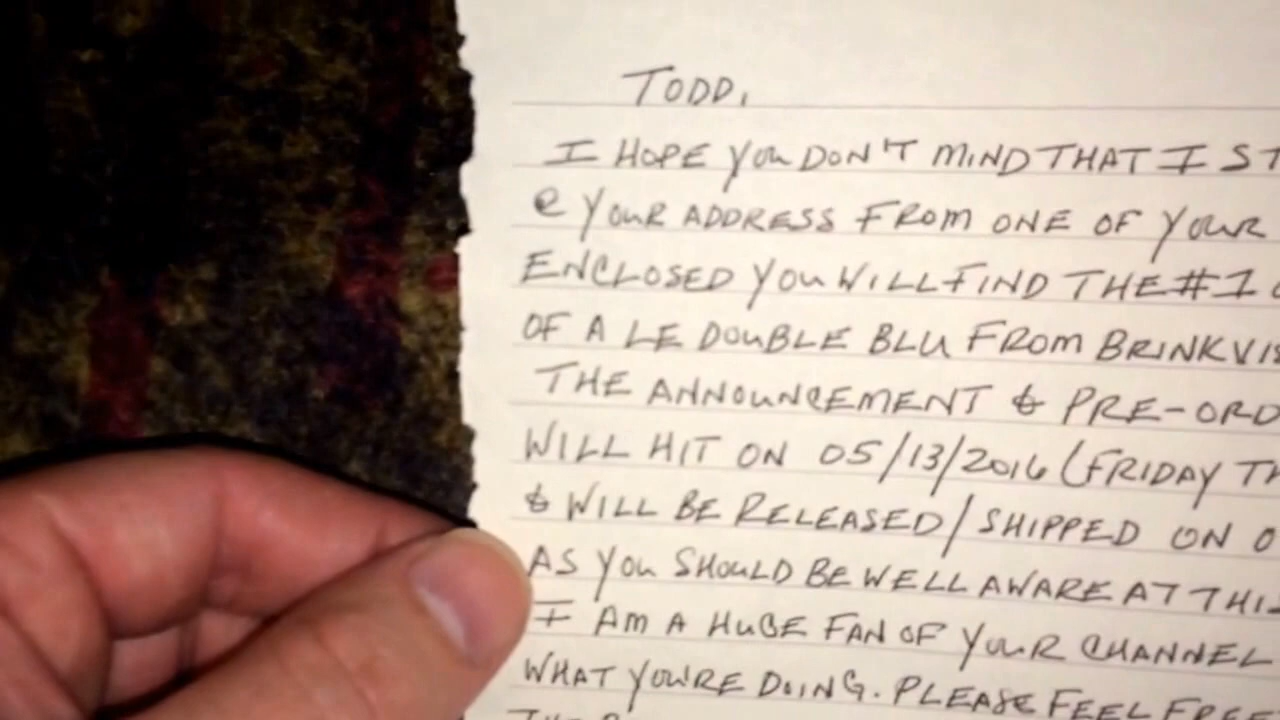 TODD,
I HOPE YOU DON'T MIND THAT I ST
@ YOUR ADDRESS FROM ONE OF YOUR
ENCLOSED YOU WILL FIND THE #1
OF A LE DOUBLE BLU FROM BRINKVIS
THE ANNOUNCEMENT & PRE-ORD
WILL HIT ON 05/13/2016 (FRIDAY TH
& WILL BE RELEASED/SHIPPED ON 0
AS YOU SHOULD BE WELL AWARE AT THIS
I AM A HUGE FAN OF YOUR CHANNEL
WHAT YOU'RE DOING. PLEASE FEEL FREE